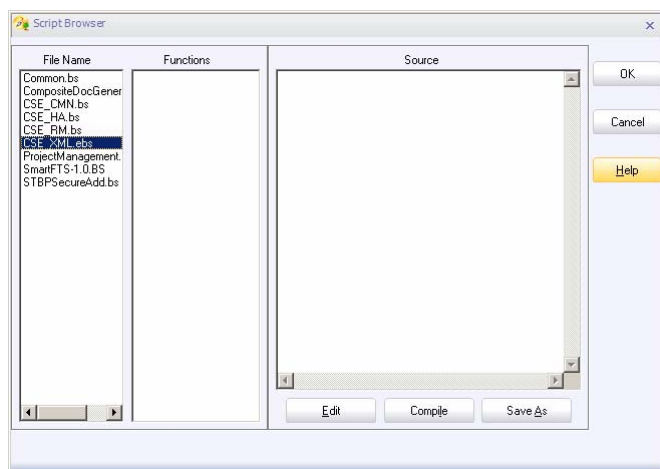 Script Browser
File Name
Functions
Source
Common.bs
CompositeDocGener
CSE_CMN.bs
CSE_HA.bs
CSE_RM.bs
CSE_XML.ebs
ProjectManagement.
SmartFTS-1.0.BS
STBPSecureAdd.bs
OK
Cancel
Help
Edit
Compile
Save As